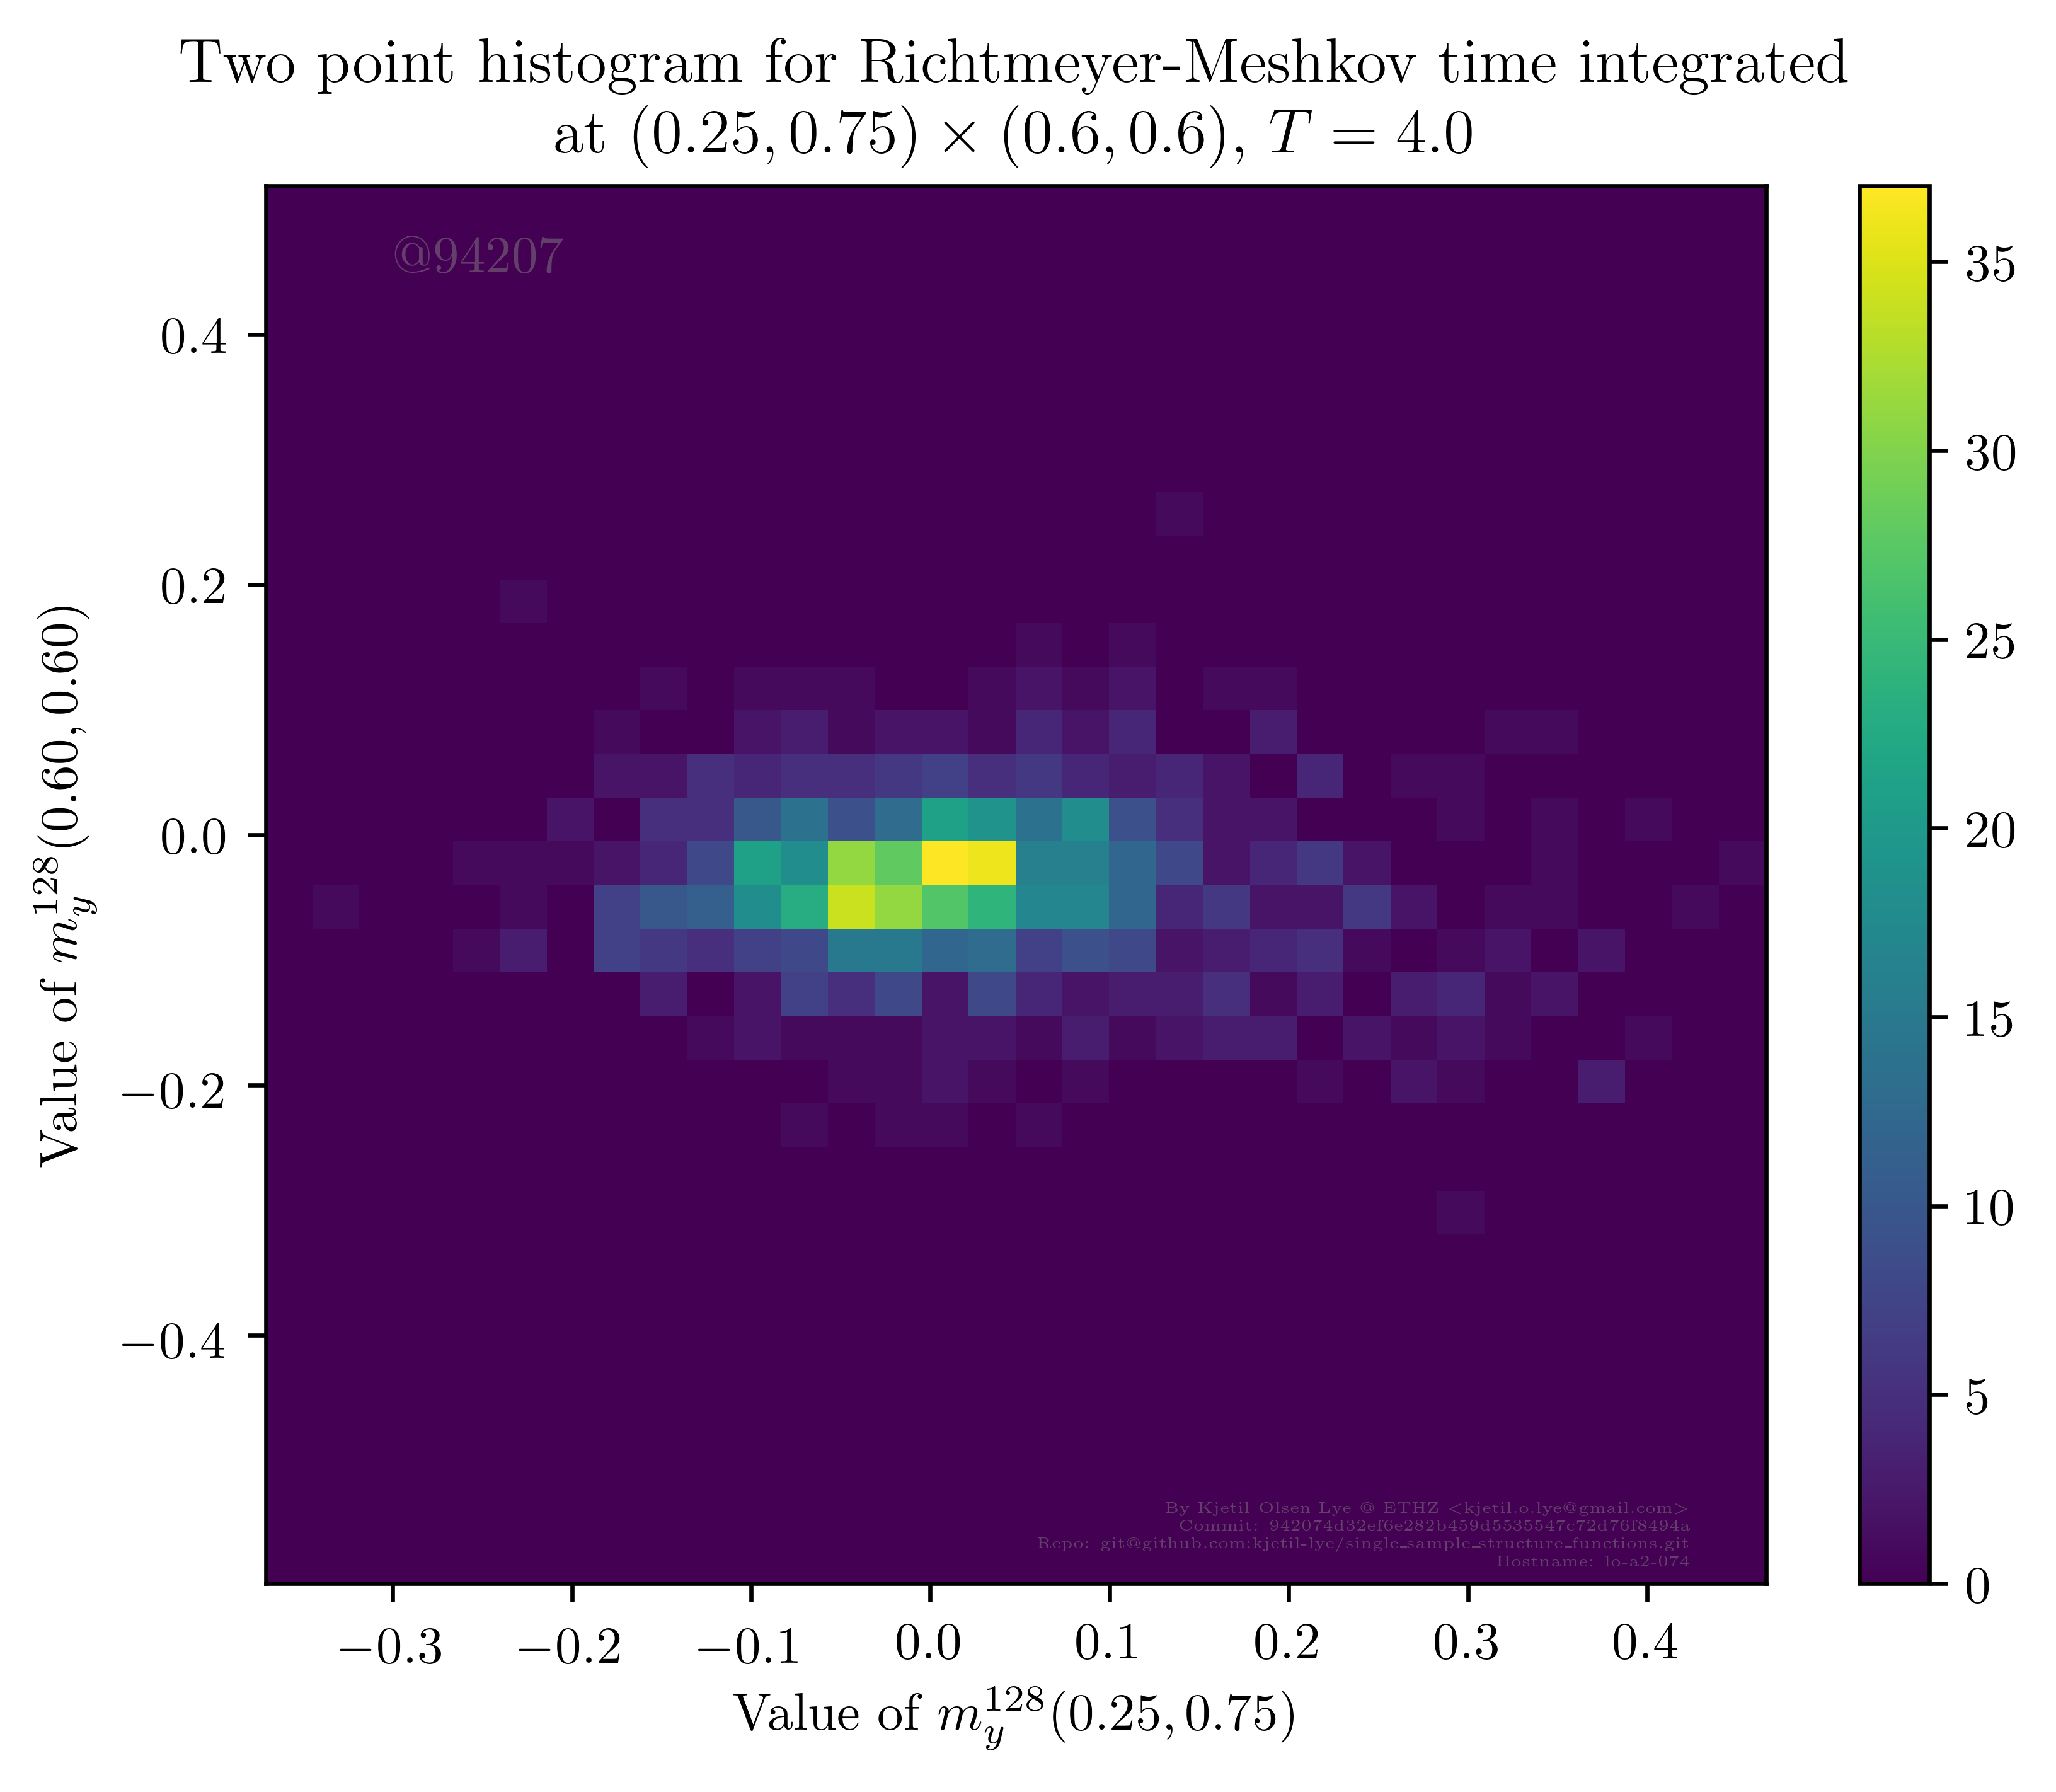 Two point histogram for Richtmeyer-Meshkov time integrated
at (0.25, 0.75) × (0.6, 0.6), T = 4.0
@94207
0.4
0.2
0.0
−0.2
−0.4
Value of m_y^128(0.60, 0.60)
35
30
25
20
15
10
5
0
By Kjetil Olsen Lye @ ETHZ <kjetil.o.lye@gmail.com>
Commit: 942074d32ef6e282b459d5535547c72d76f8494a
Repo: git@github.com:kjetil-lye/single_sample_structure_functions.git
Hostname: lo-a2-074
−0.3 −0.2 −0.1 0.0 0.1 0.2 0.3 0.4
Value of m_y^128(0.25, 0.75)